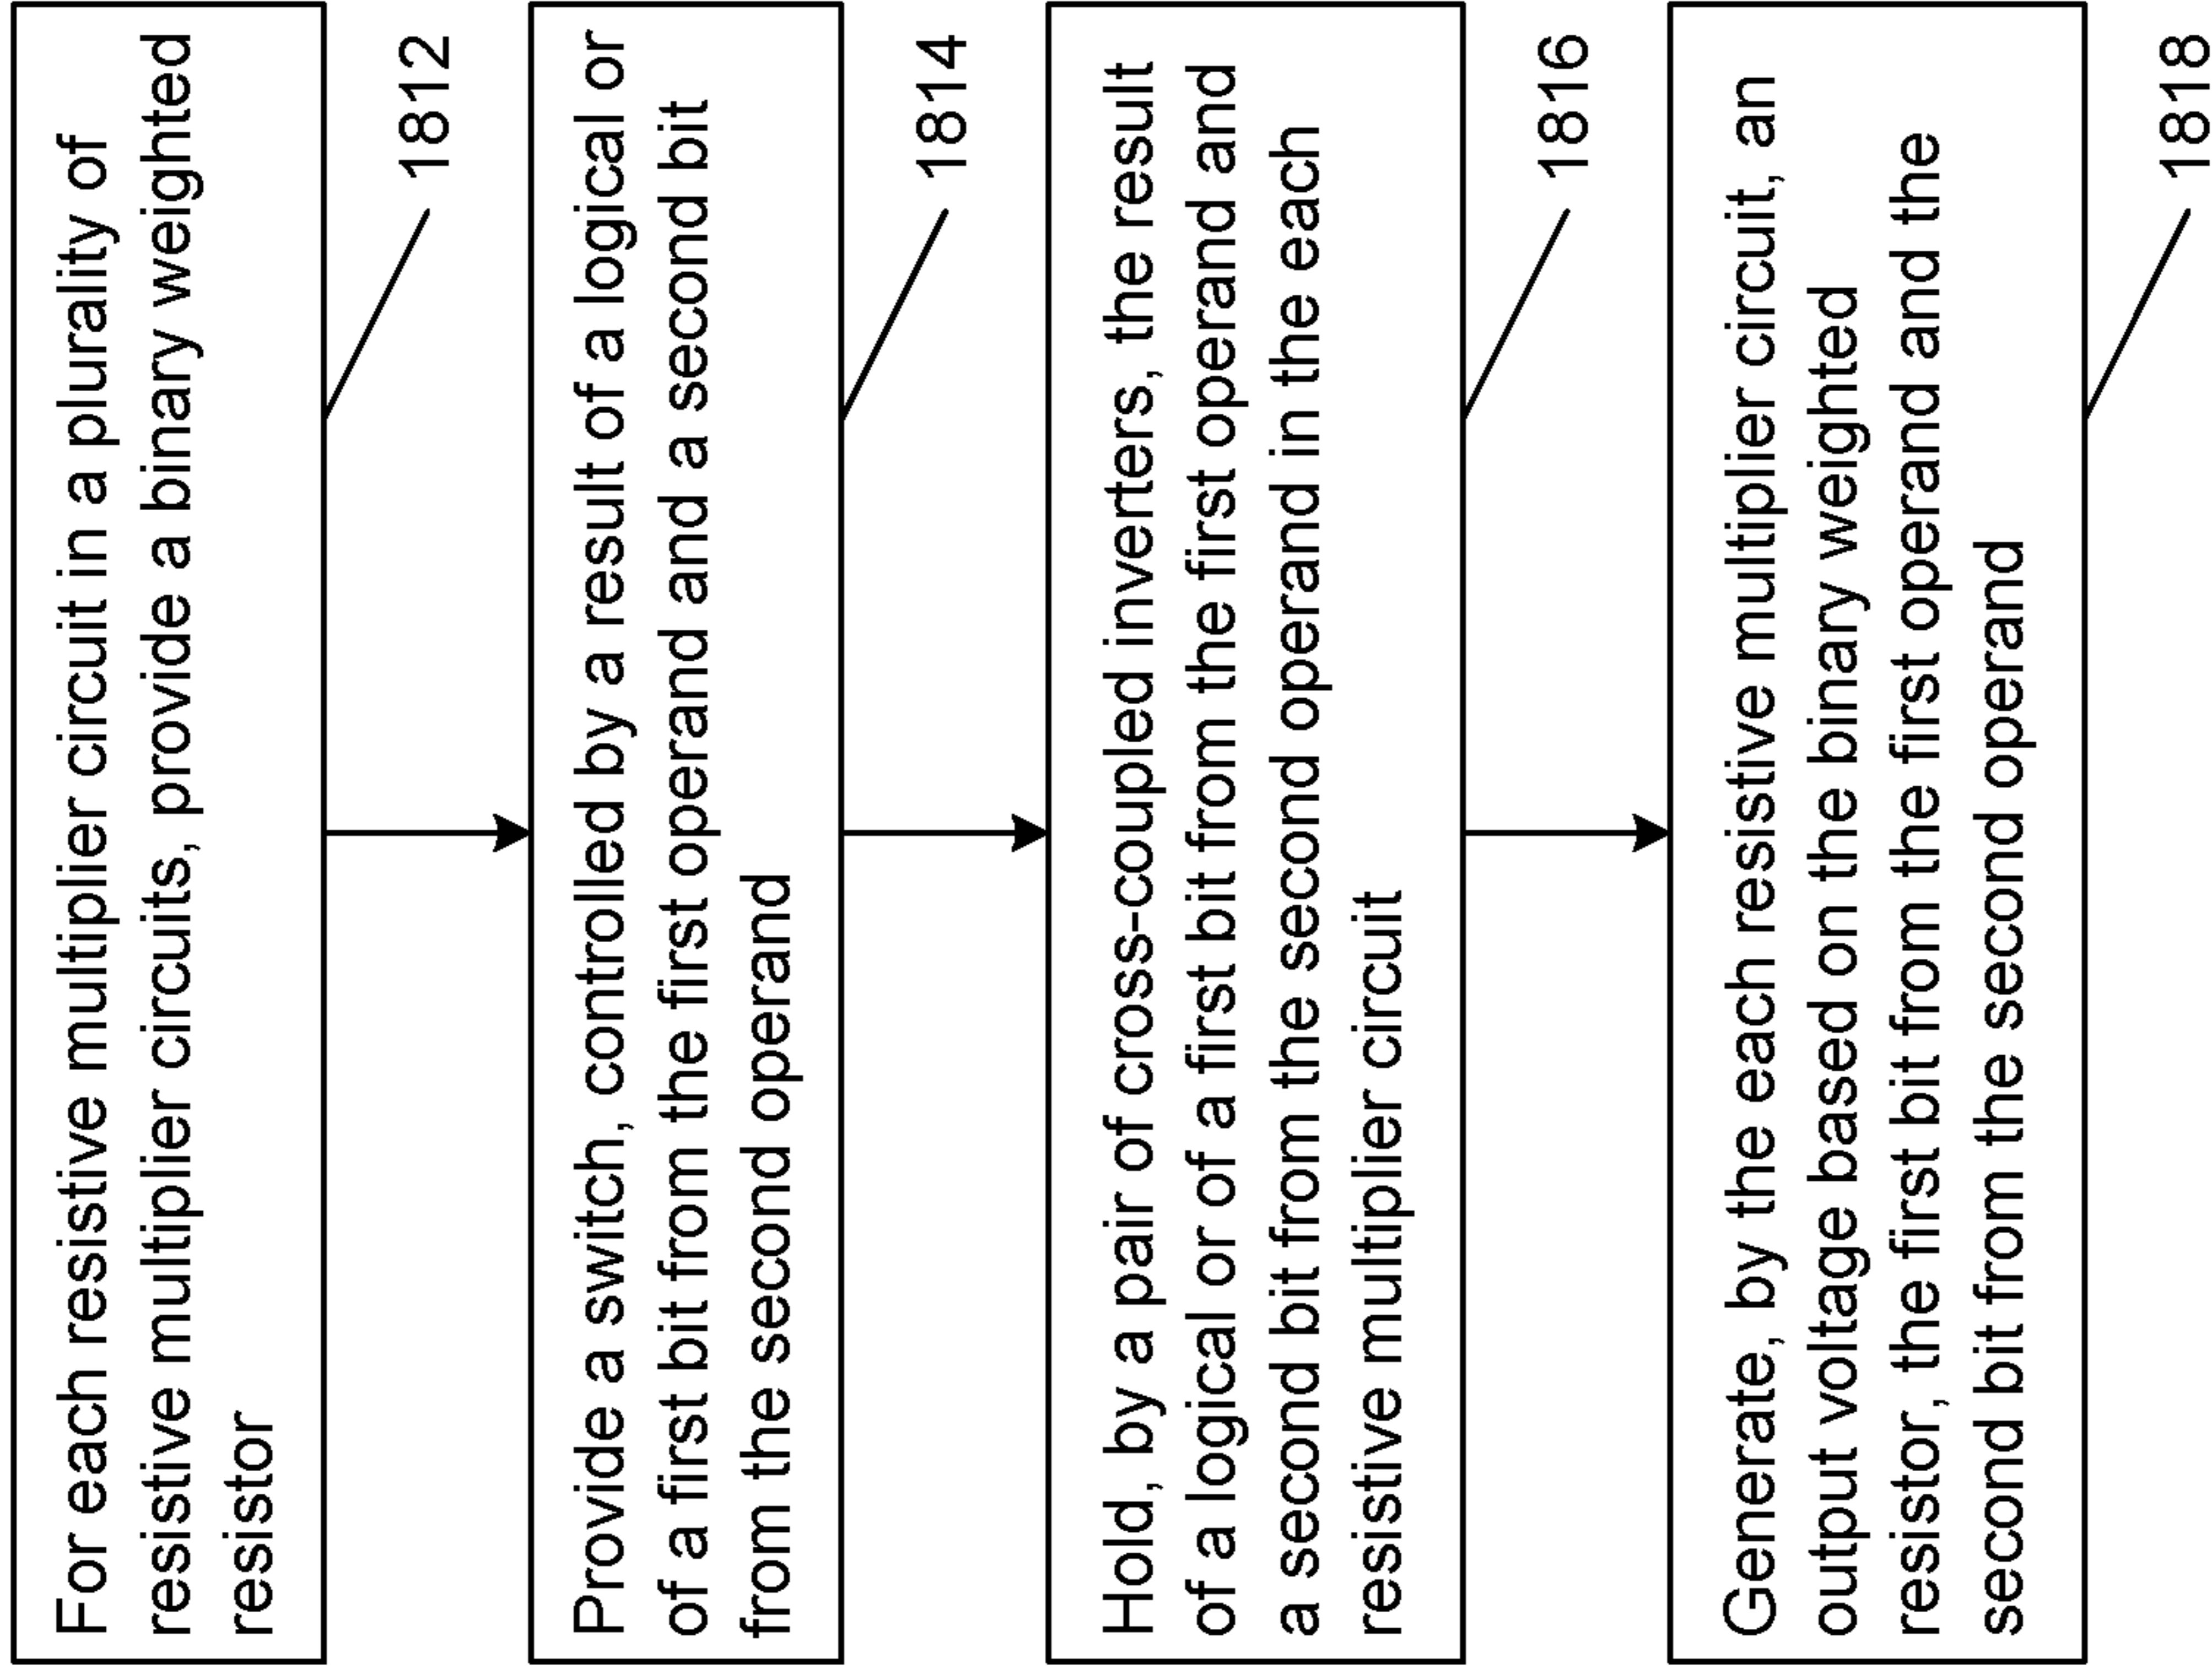 For each resistive multiplier circuit in a plurality of
resistive multiplier circuits, provide a binary weighted
resistor
1812
Provide a switch, controlled by a result of a logical or
of a first bit from the first operand and a second bit
from the second operand
1814
Hold, by a pair of cross-coupled inverters, the result
of a logical or of a first bit from the first operand and
a second bit from the second operand in the each
resistive multiplier circuit
1816
Generate, by the each resistive multiplier circuit, an
output voltage based on the binary weighted
resistor, the first bit from the first operand and the
second bit from the second operand
1818